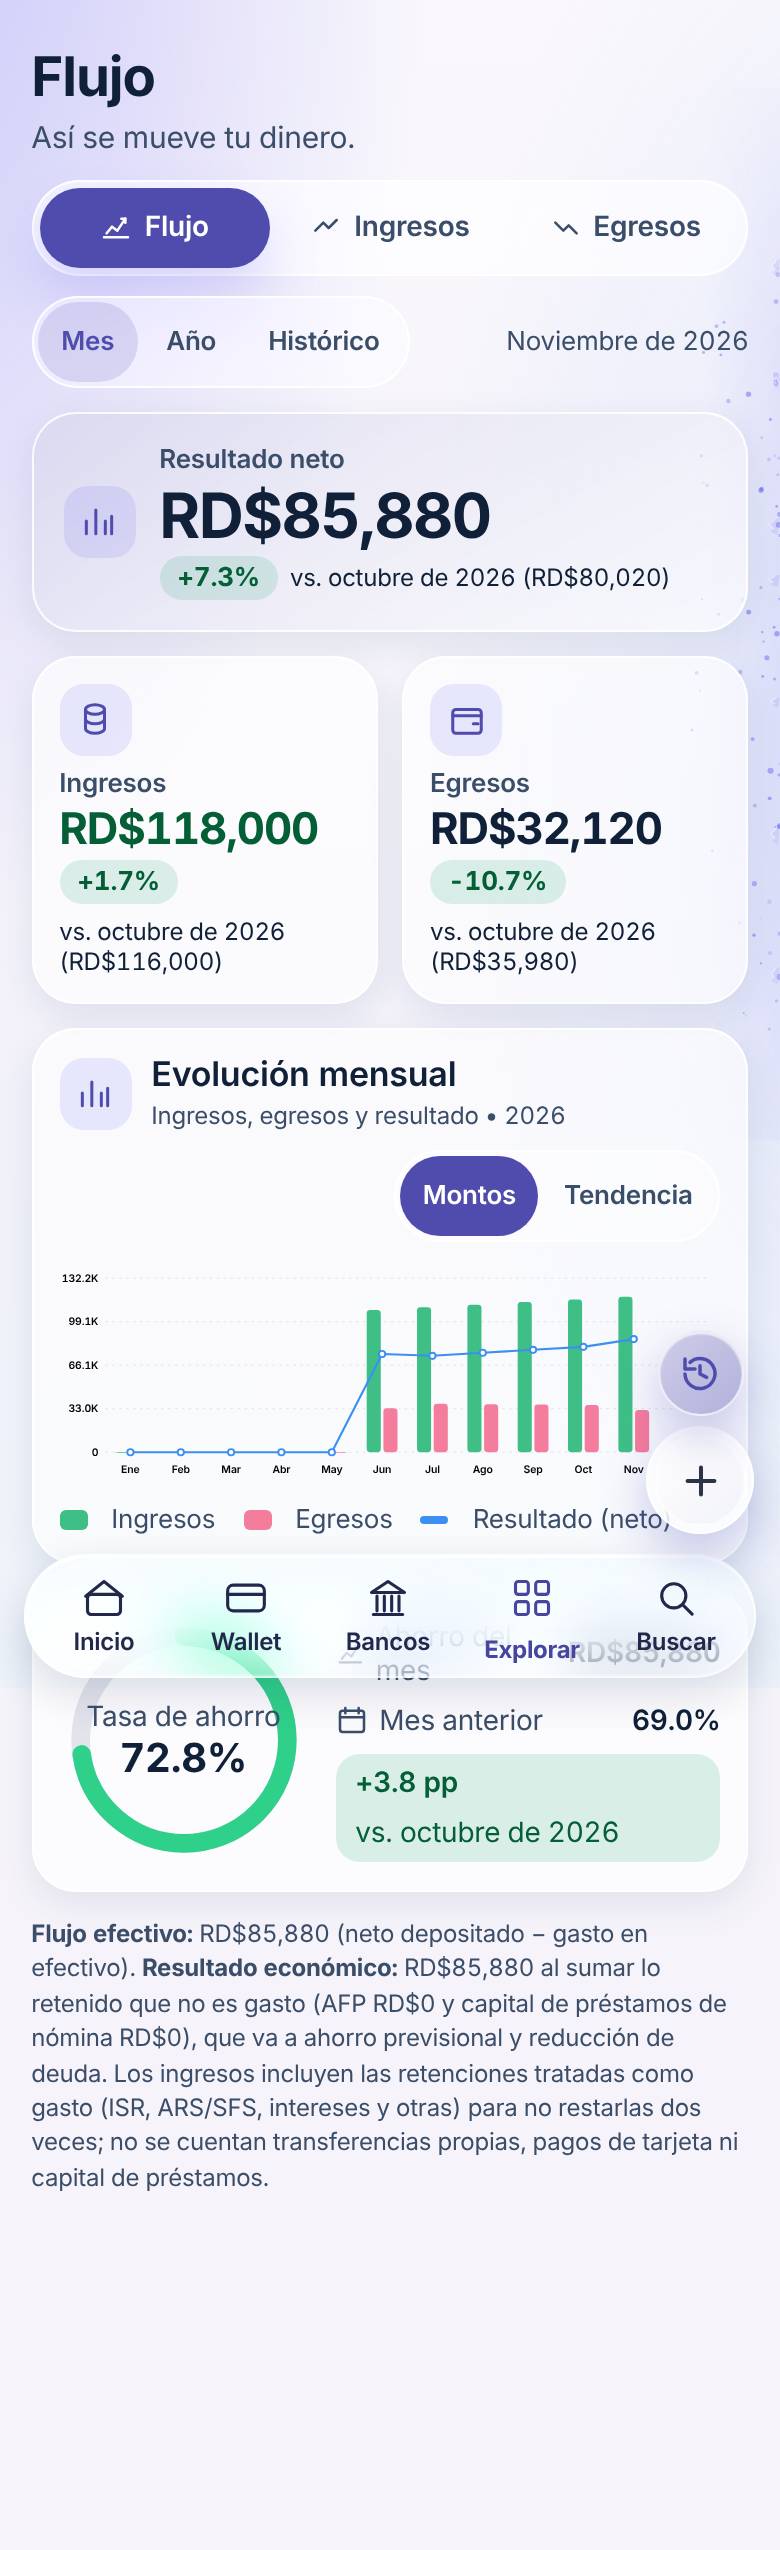 Flujo
Así se mueve tu dinero.
Flujo Ingresos Egresos
Mes Año Histórico Noviembre de 2026
Resultado neto
RD$85,880
+7.3% vs. octubre de 2026 (RD$80,020)
Ingresos
RD$118,000
+1.7%
vs. octubre de 2026
(RD$116,000)
Egresos
RD$32,120
-10.7%
vs. octubre de 2026
(RD$35,980)
Evolución mensual
Ingresos, egresos y resultado • 2026
Montos Tendencia
132.2K
99.1K
66.1K
33.0K
0
Ene Feb Mar Abr May Jun Jul Ago Sep Oct Nov
Ingresos Egresos Resultado (neto)
Inicio Wallet Bancos Explorar Buscar
Ahorro del
mes
RD$85,880
Tasa de ahorro
72.8%
Mes anterior 69.0%
+3.8 pp
vs. octubre de 2026
Flujo efectivo: RD$85,880 (neto depositado – gasto en
efectivo). Resultado económico: RD$85,880 al sumar lo
retenido que no es gasto (AFP RD$0 y capital de préstamos de
nómina RD$0), que va a ahorro previsional y reducción de
deuda. Los ingresos incluyen las retenciones tratadas como
gasto (ISR, ARS/SFS, intereses y otras) para no restarlas dos
veces; no se cuentan transferencias propias, pagos de tarjeta ni
capital de préstamos.